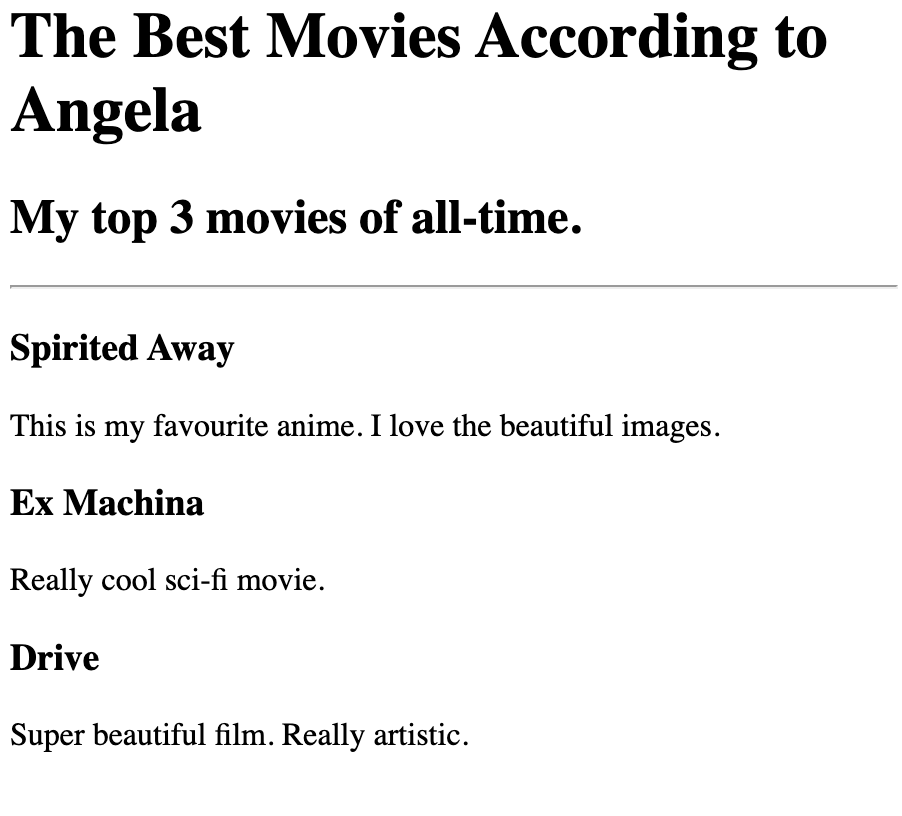 The Best Movies According to
Angela
My top 3 movies of all-time.
Spirited Away
This is my favourite anime. I love the beautiful images.
Ex Machina
Really cool sci-fi movie.
Drive
Super beautiful film. Really artistic.